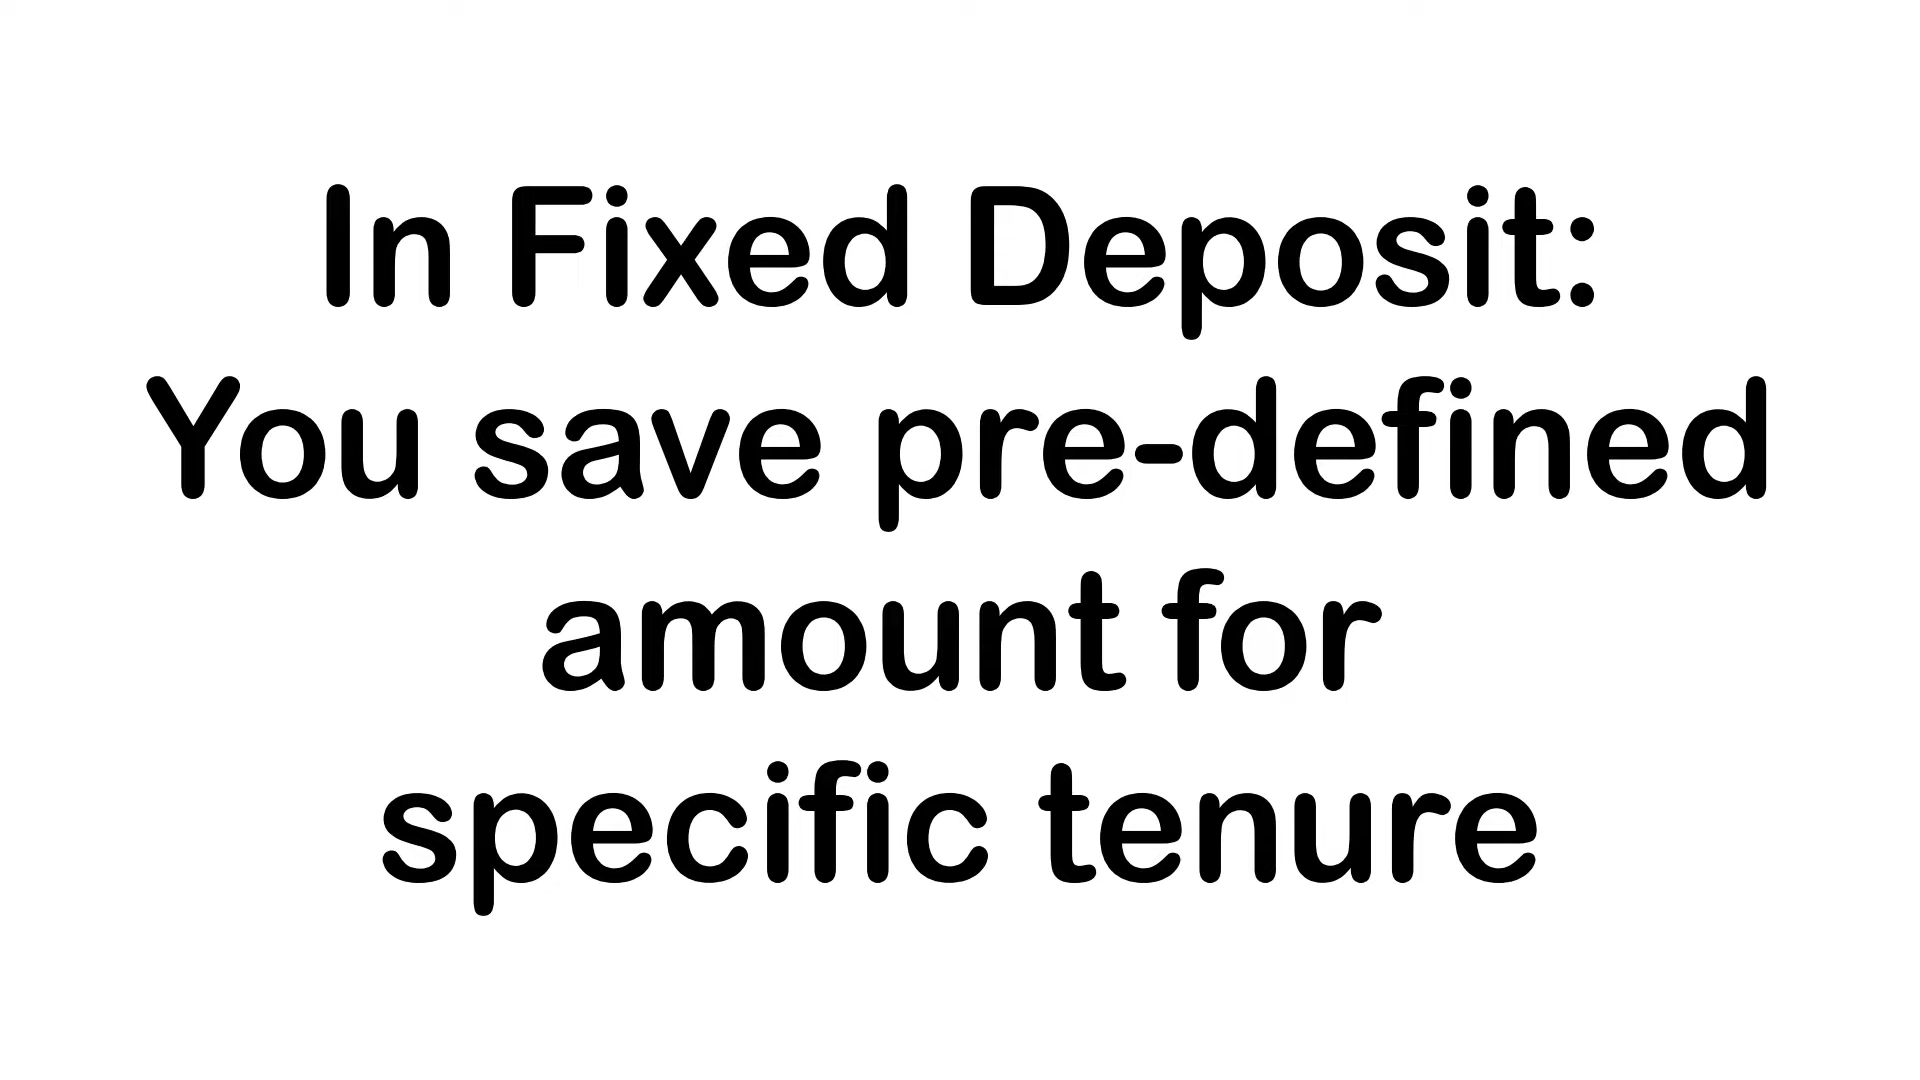 In Fixed Deposit:
You save pre-defined
amount for
specific tenure